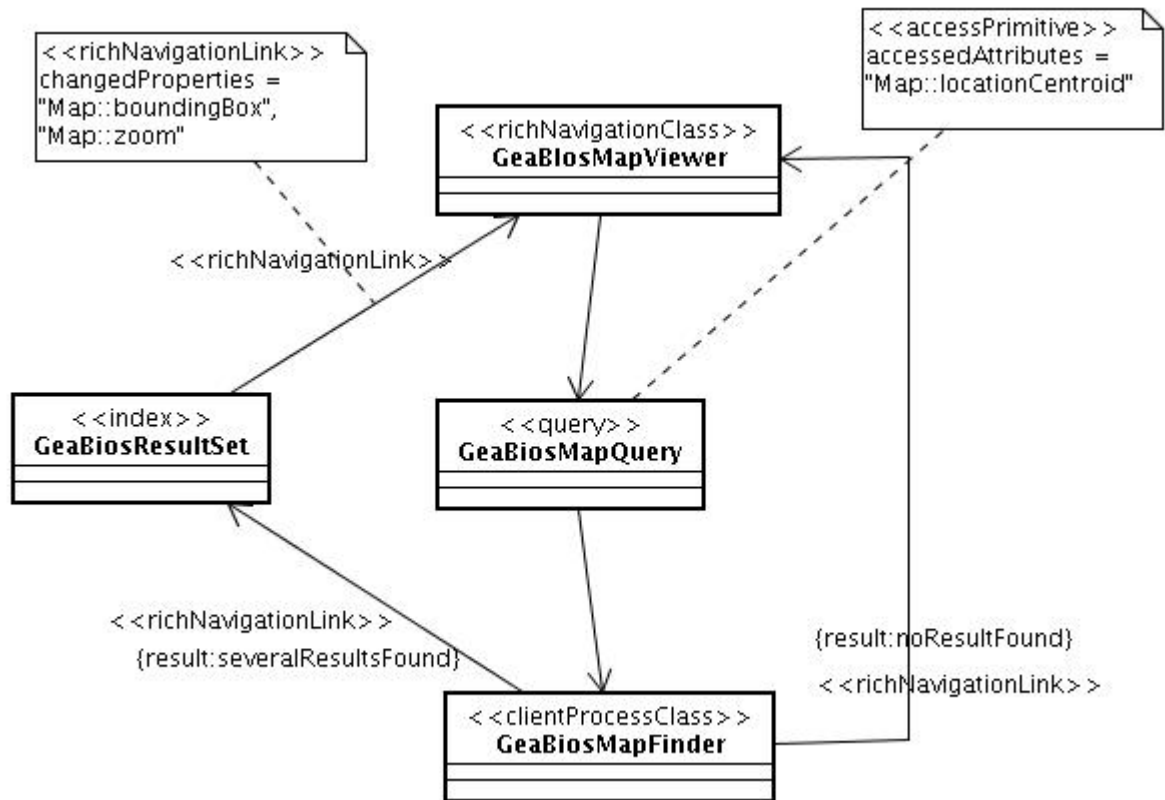 <<richNavigationLink>>
changedProperties =
"Map::boundingBox",
"Map::zoom"
<<accessPrimitive>>
accessedAttributes =
"Map::locationCentroid"
<<richNavigationClass>>
GeaBIosMapViewer
<<richNavigationLink>>
<<index>>
GeaBiosResultSet
<<query>>
GeaBiosMapQuery
<<richNavigationLink>>
{result:severalResultsFound}
{result:noResultFound}
<<richNavigationLink>>
<<clientProcessClass>>
GeaBiosMapFinder